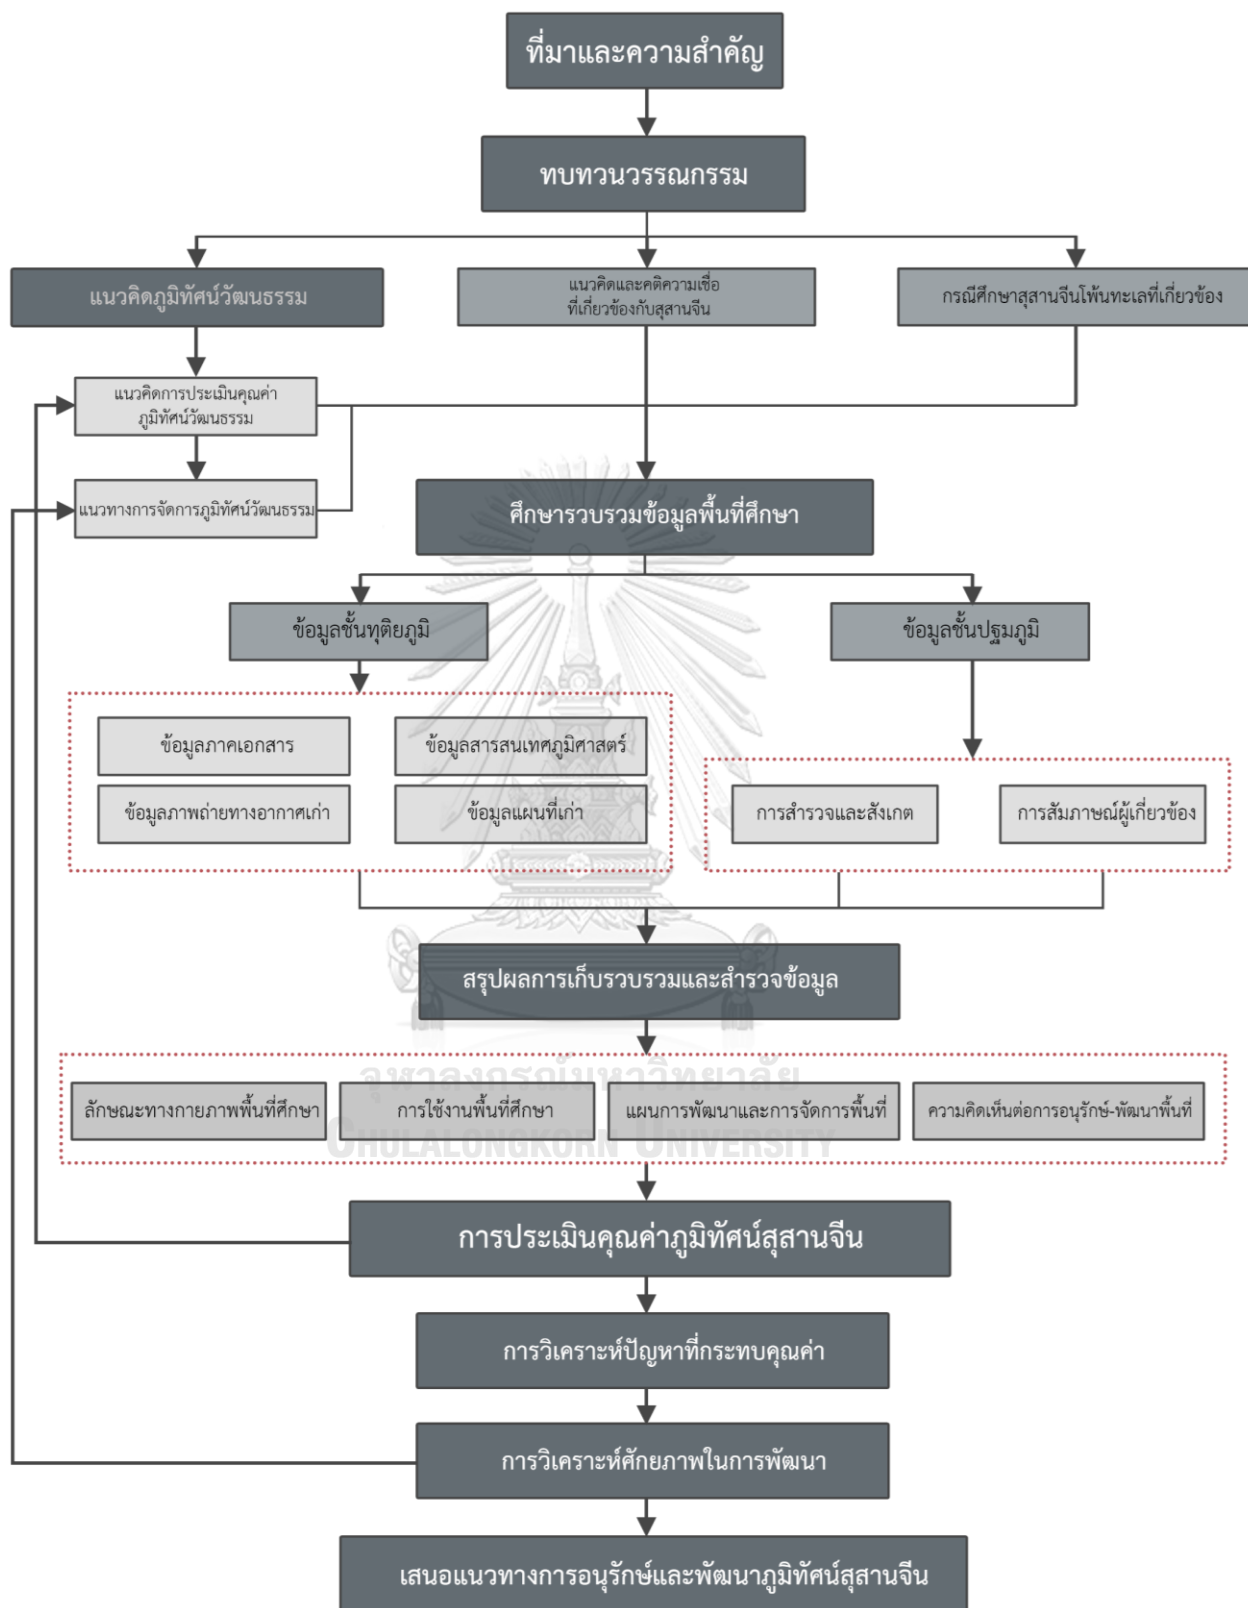 ที่มาและความสำคัญ
ทบทวนวรรณกรรม
แนวคิดภูมิทัศน์วัฒนธรรม
แนวคิดและคติความเชื่อ
ที่เกี่ยวข้องกับสุสานจีน
กรณีศึกษาสุสานจีนโพ้นทะเลที่เกี่ยวข้อง
แนวคิดการประเมินคุณค่า
ภูมิทัศน์วัฒนธรรม
แนวทางการจัดการภูมิทัศน์วัฒนธรรม
ศึกษารวบรวมข้อมูลพื้นที่ศึกษา
ข้อมูลชั้นทุติยภูมิ
ข้อมูลชั้นปฐมภูมิ
ข้อมูลภาคเอกสาร
ข้อมูลสารสนเทศภูมิศาสตร์
ข้อมูลภาพถ่ายทางอากาศเก่า
ข้อมูลแผนที่เก่า
การสำรวจและสังเกต
การสัมภาษณ์ผู้เกี่ยวข้อง
สรุปผลการเก็บรวบรวมและสำรวจข้อมูล
จุฬาลงกรณ์มหาวิทยาลัย
ลักษณะทางกายภาพพื้นที่ศึกษา
การใช้งานพื้นที่ศึกษา
แผนการพัฒนาและการจัดการพื้นที่
ความคิดเห็นต่อการอนุรักษ์-พัฒนาพื้นที่
CHULALONGKORN UNIVERSITY
การประเมินคุณค่าภูมิทัศน์สุสานจีน
การวิเคราะห์ปัญหาที่กระทบคุณค่า
การวิเคราะห์ศักยภาพในการพัฒนา
เสนอแนวทางการอนุรักษ์และพัฒนาภูมิทัศน์สุสานจีน